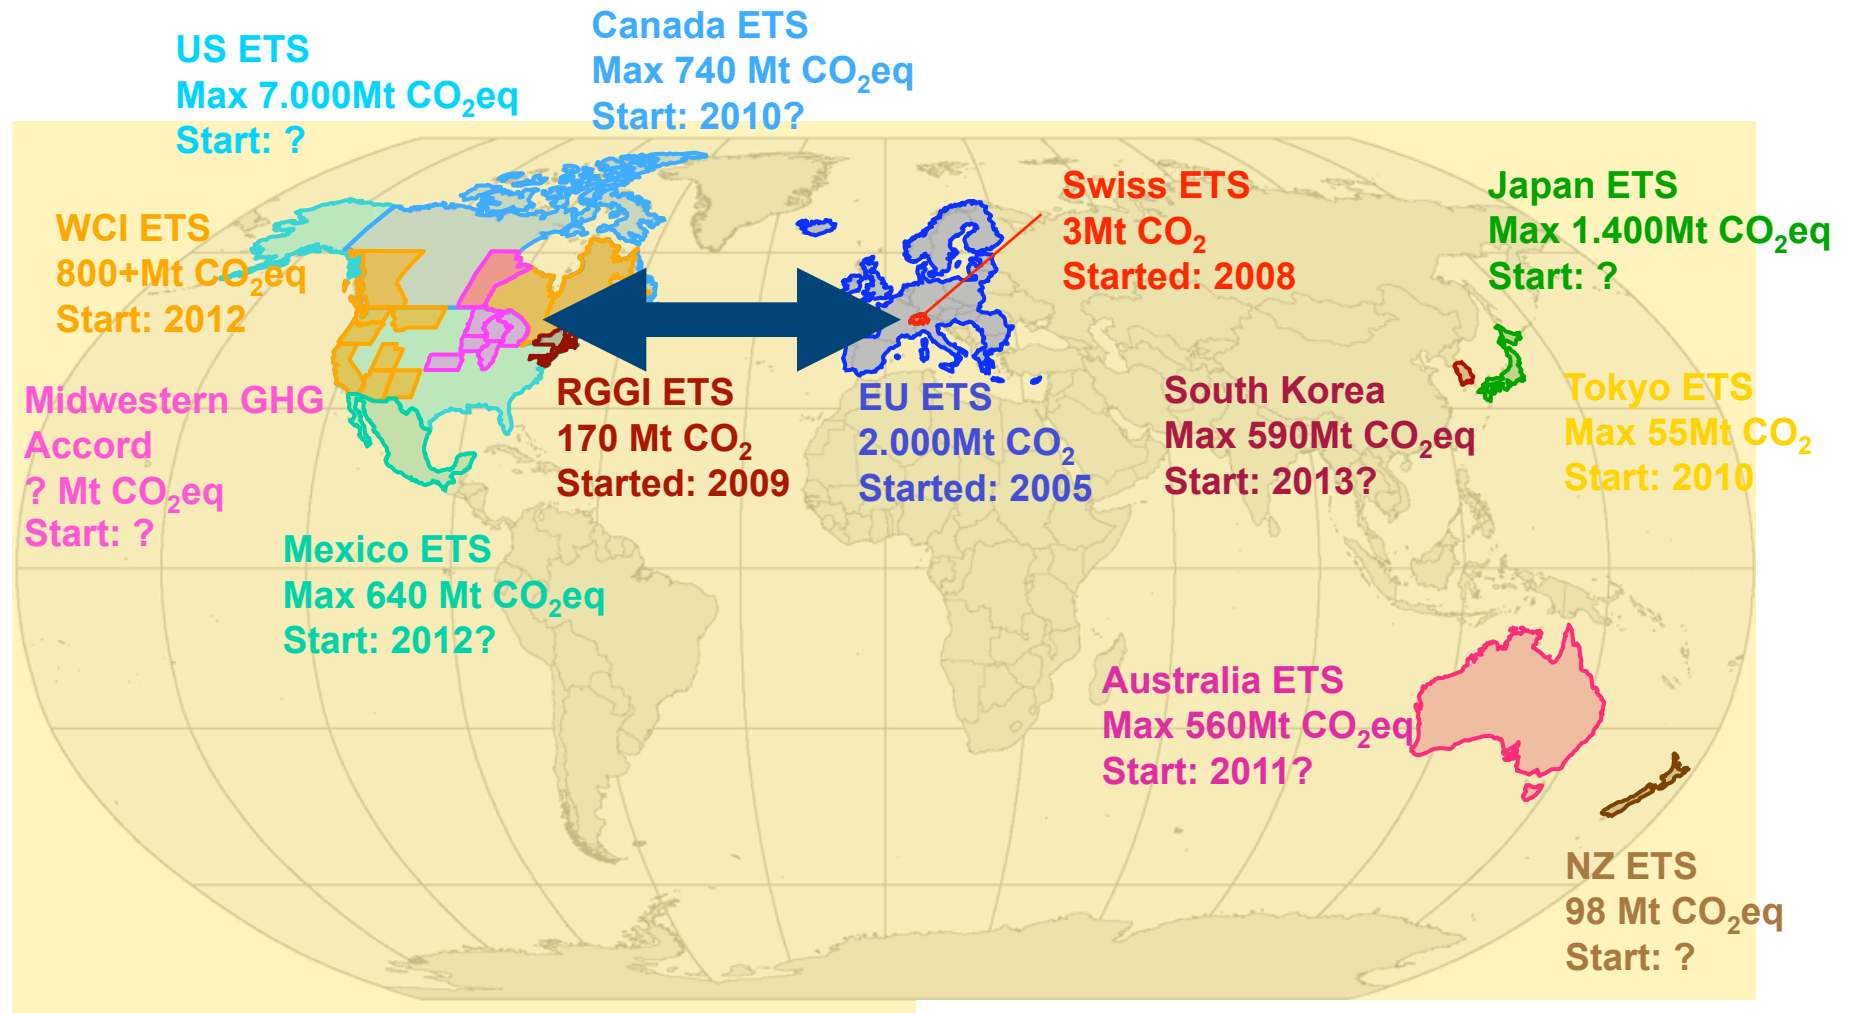 US ETS
Max 7.000Mt CO₂eq
Start: ?
Canada ETS
Max 740 Mt CO₂eq
Start: 2010?
WCI ETS
800+Mt CO₂eq
Start: 2012
Swiss ETS
3Mt CO₂
Started: 2008
Japan ETS
Max 1.400Mt CO₂eq
Start: ?
Midwestern GHG
Accord
? Mt CO₂eq
Start: ?
RGGI ETS
170 Mt CO₂
Started: 2009
EU ETS
2.000Mt CO₂
Started: 2005
South Korea
Max 590Mt CO₂eq
Start: 2013?
Tokyo ETS
Max 55Mt CO₂
Start: 2010
Mexico ETS
Max 640 Mt CO₂eq
Start: 2012?
Australia ETS
Max 560Mt CO₂eq
Start: 2011?
NZ ETS
98 Mt CO₂eq
Start: ?